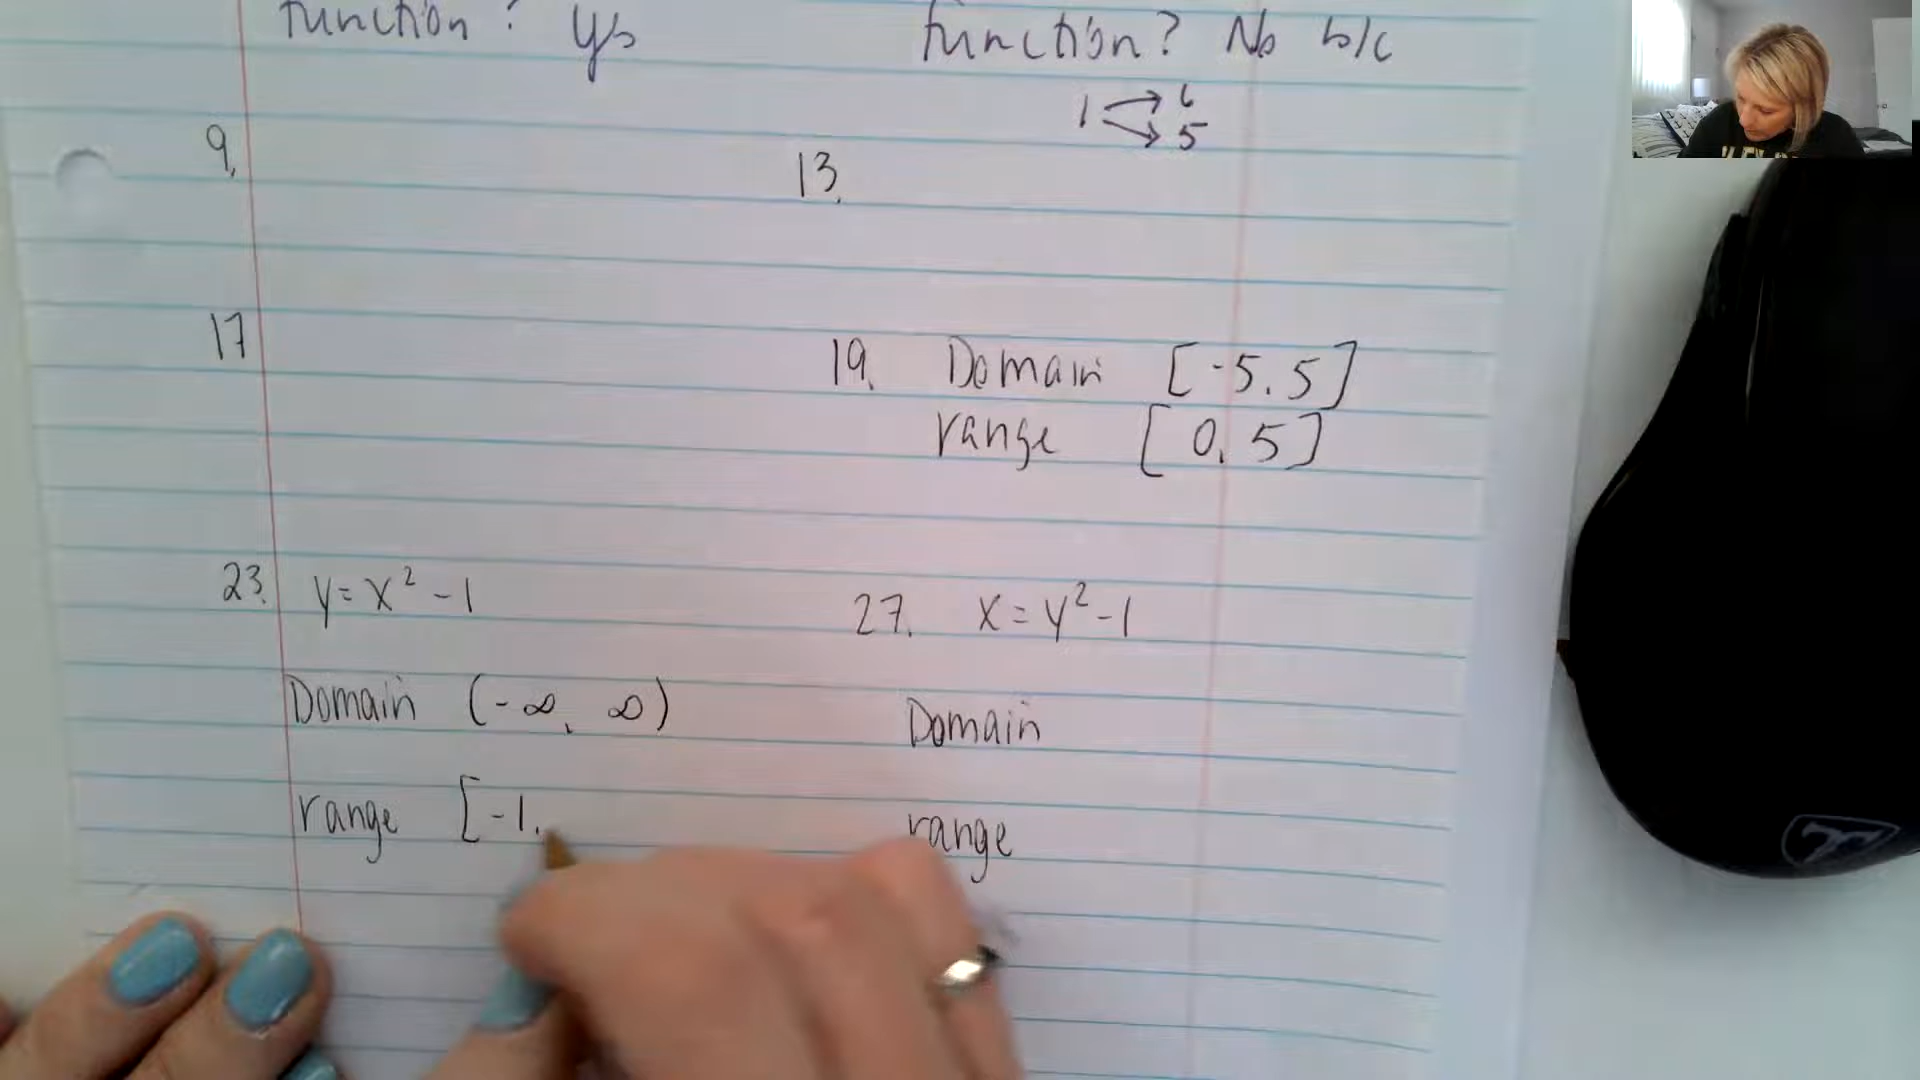 function? yes
function? No b/c
1 → 6
→ 5
9.
13.
17
19. Domain [-5, 5]
range [0, 5]
23. y = x² - 1
Domain (-∞, ∞)
range [-1,
27. x = y² - 1
Domain
range